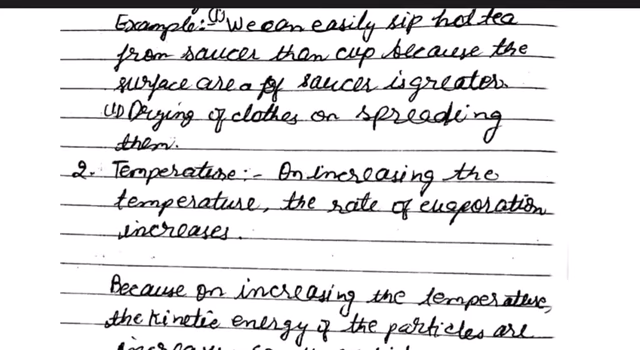 Example:- (i) We can easily sip hot tea
from saucer than cup because the
surface area of saucer is greater.
(ii) Drying of clothes on spreading
them.
2. Temperature:- On increasing the
temperature, the rate of evaporation
increases.
Because on increasing the temperature,
the kinetic energy of the particles are